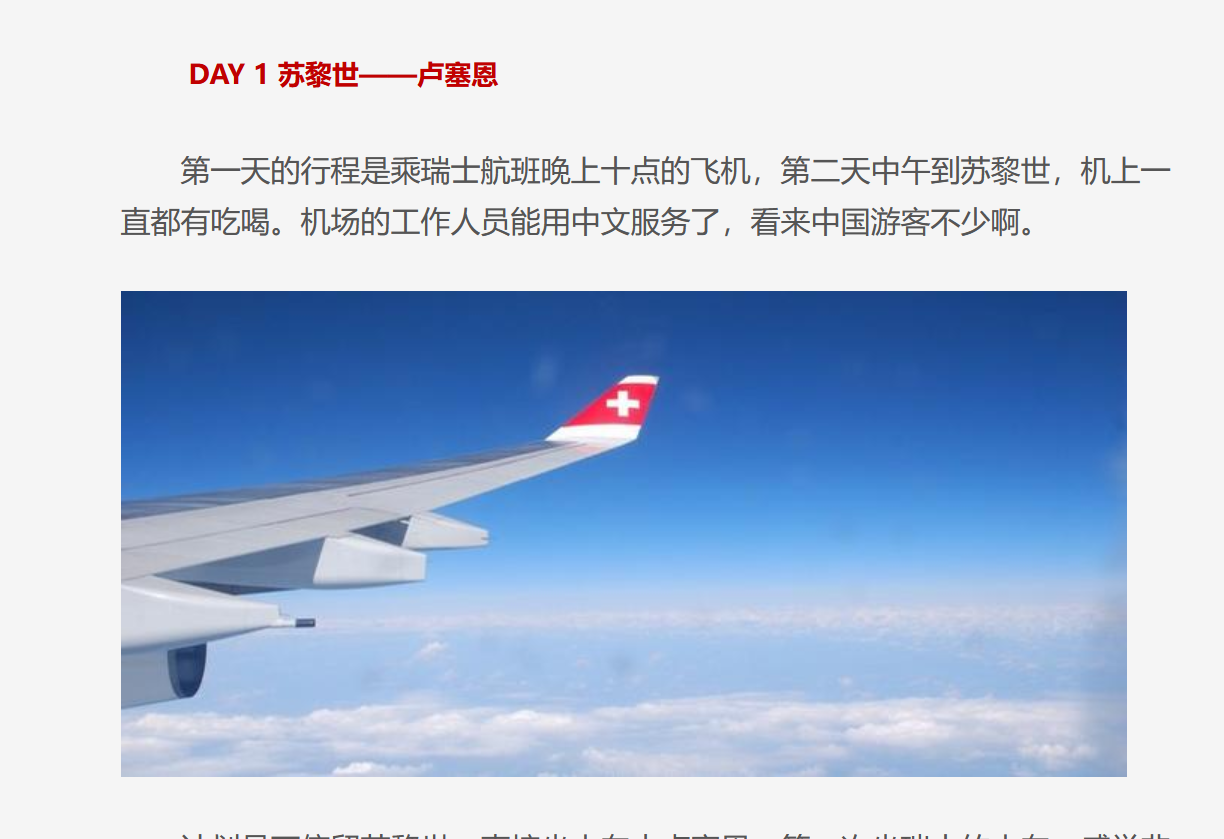 DAY 1 苏黎世——卢塞恩
第一天的行程是乘瑞士航班晚上十点的飞机，第二天中午到苏黎世，机上一
直都有吃喝。机场的工作人员能用中文服务了，看来中国游客不少啊。